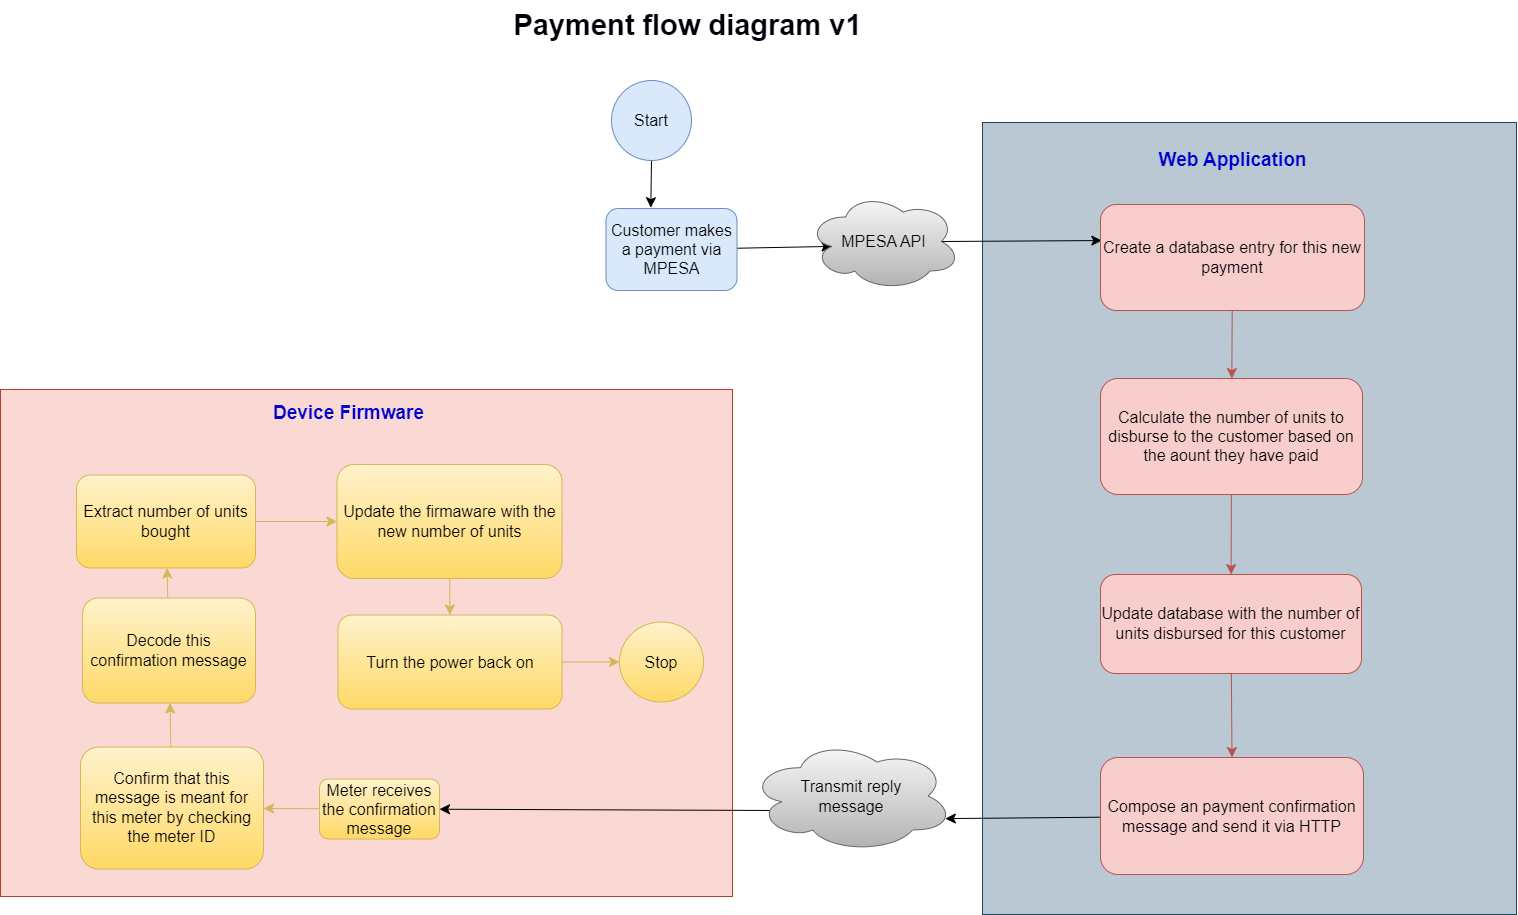 Payment flow diagram v1
Start
Customer makes
a payment via
MPESA
MPESA API
Web Application
Create a database entry for this new
payment
Calculate the number of units to
disburse to the customer based on
the aount they have paid
Update database with the number of
units disbursed for this customer
Compose an payment confirmation
message and send it via HTTP
Transmit reply
message
Device Firmware
Meter receives
the confirmation
message
Confirm that this
message is meant for
this meter by checking
the meter ID
Decode this
confirmation message
Extract number of units
bought
Update the firmaware with the
new number of units
Turn the power back on
Stop